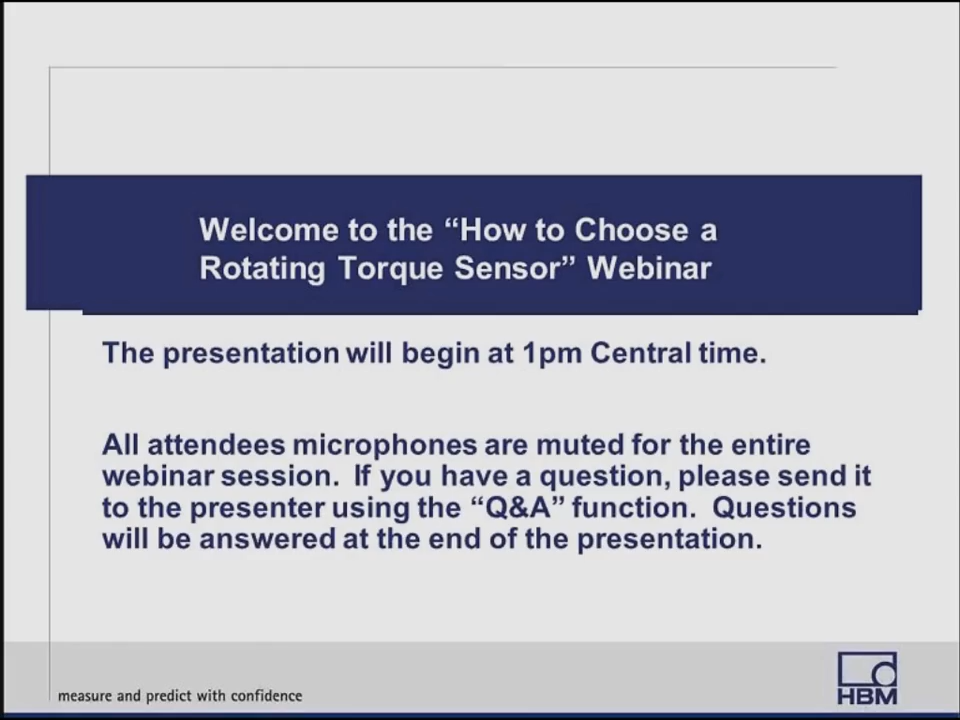 Welcome to the “How to Choose a
Rotating Torque Sensor” Webinar
The presentation will begin at 1pm Central time.
All attendees microphones are muted for the entire
webinar session.  If you have a question, please send it
to the presenter using the “Q&A” function.  Questions
will be answered at the end of the presentation.
measure and predict with confidence
HBM